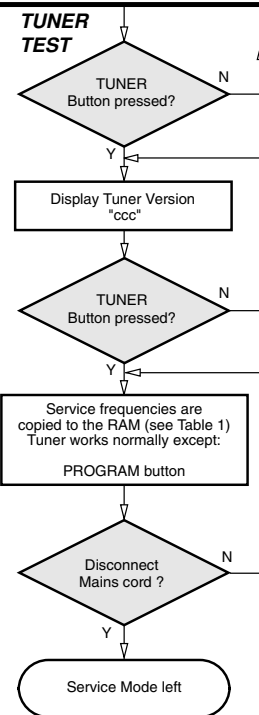 TUNER
TEST
TUNER
Button pressed?
N
Y
Display Tuner Version
"ccc"
TUNER
Button pressed?
N
Y
Service frequencies are
copied to the RAM (see Table 1)
Tuner works normally except:
PROGRAM button
Disconnect
Mains cord ?
N
Y
Service Mode left